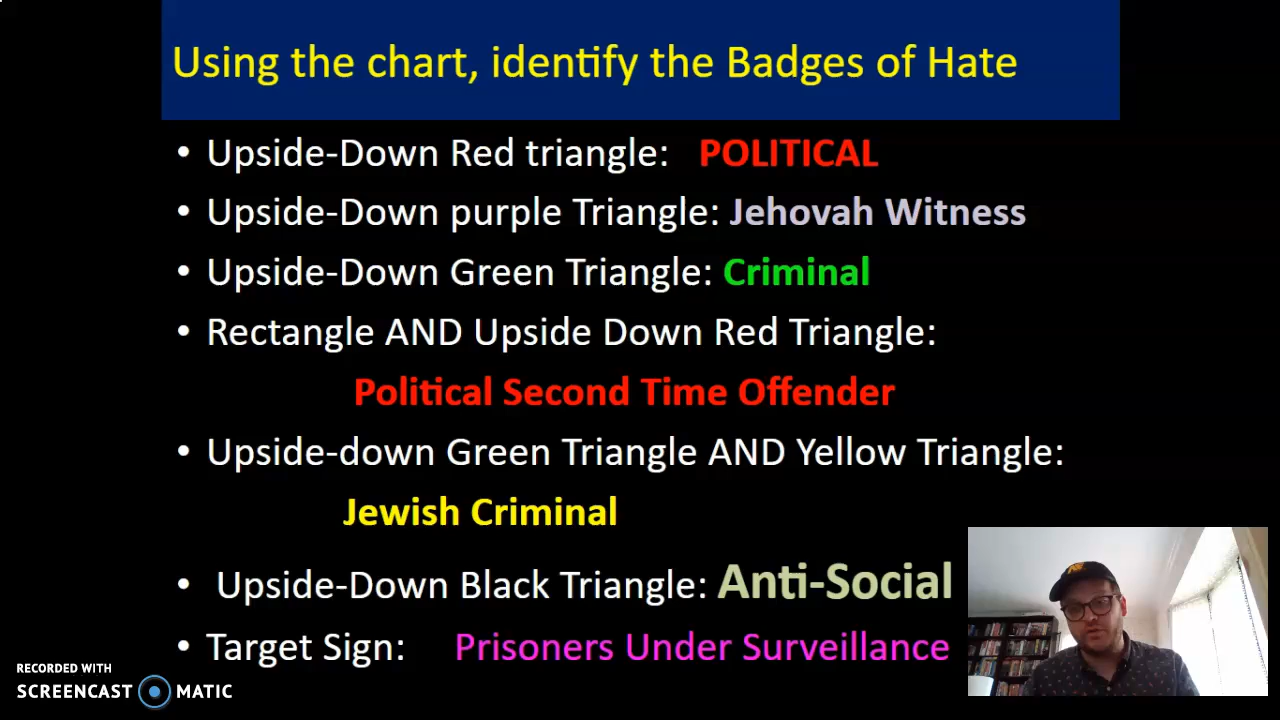 Using the chart, identify the Badges of Hate
• Upside-Down Red triangle: POLITICAL
• Upside-Down purple Triangle: Jehovah Witness
• Upside-Down Green Triangle: Criminal
• Rectangle AND Upside Down Red Triangle:
Political Second Time Offender
• Upside-down Green Triangle AND Yellow Triangle:
Jewish Criminal
• Upside-Down Black Triangle: Anti-Social
• Target Sign: Prisoners Under Surveillance
RECORDED WITH
SCREENCAST MATIC